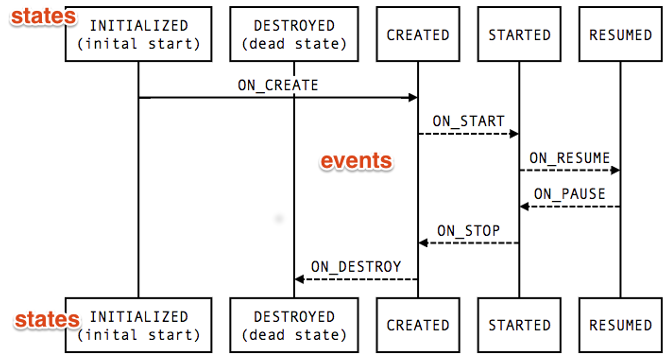 states
INITIALIZED
(inital start)
DESTROYED
(dead state)
CREATED
STARTED
RESUMED
ON_CREATE
ON_START
events
ON_RESUME
ON_PAUSE
ON_STOP
ON_DESTROY
states
INITIALIZED
(inital start)
DESTROYED
(dead state)
CREATED
STARTED
RESUMED